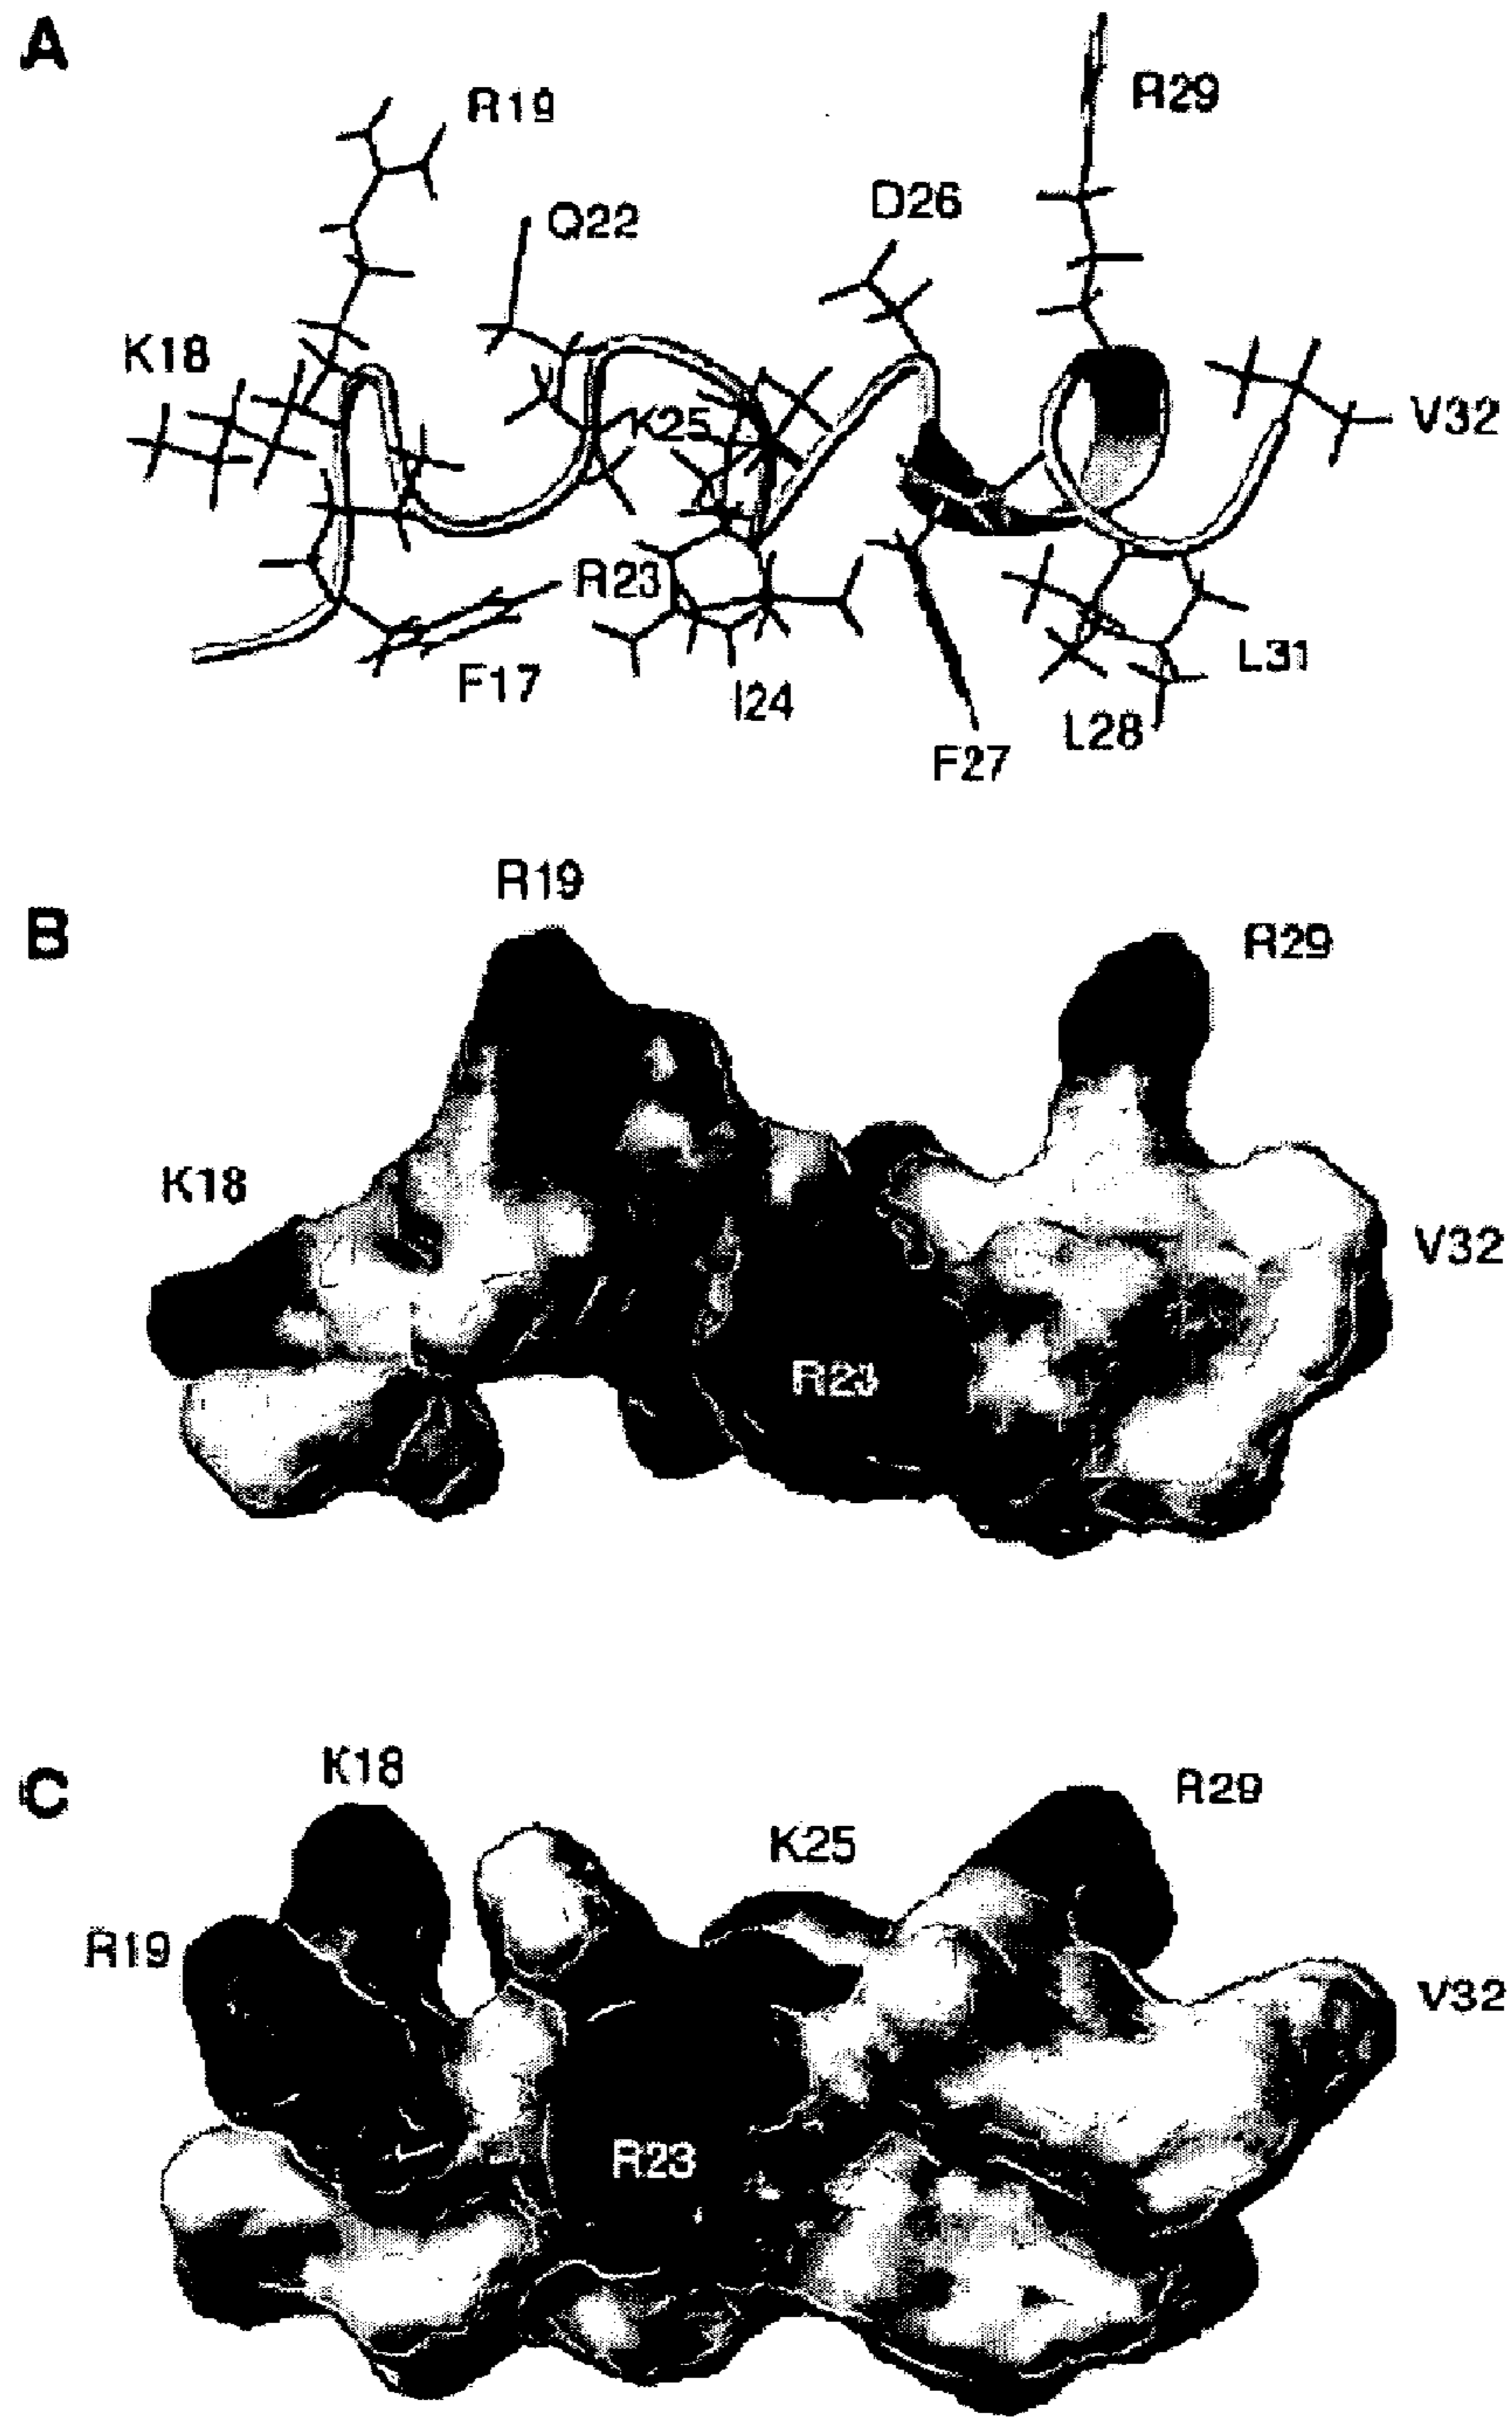 A
R19
R29
Q22
D26
K18
K25
V32
R23
F17
I24
L31
L28
F27
B
R19
R29
K18
V32
R23
C
K18
R29
K25
R19
V32
R23